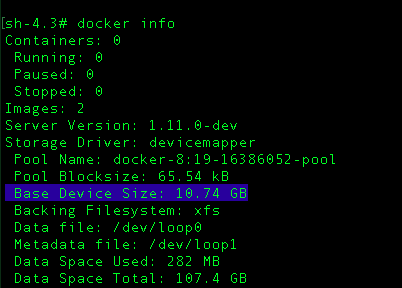 sh-4.3# docker info
Containers: 0
Running: 0
Paused: 0
Stopped: 0
Images: 2
Server Version: 1.11.0-dev
Storage Driver: devicemapper
Pool Name: docker-8:19-16386052-pool
Pool Blocksize: 65.54 kB
Base Device Size: 10.74 GB
Backing Filesystem: xfs
Data file: /dev/loop0
Metadata file: /dev/loop1
Data Space Used: 282 MB
Data Space Total: 107.4 GB